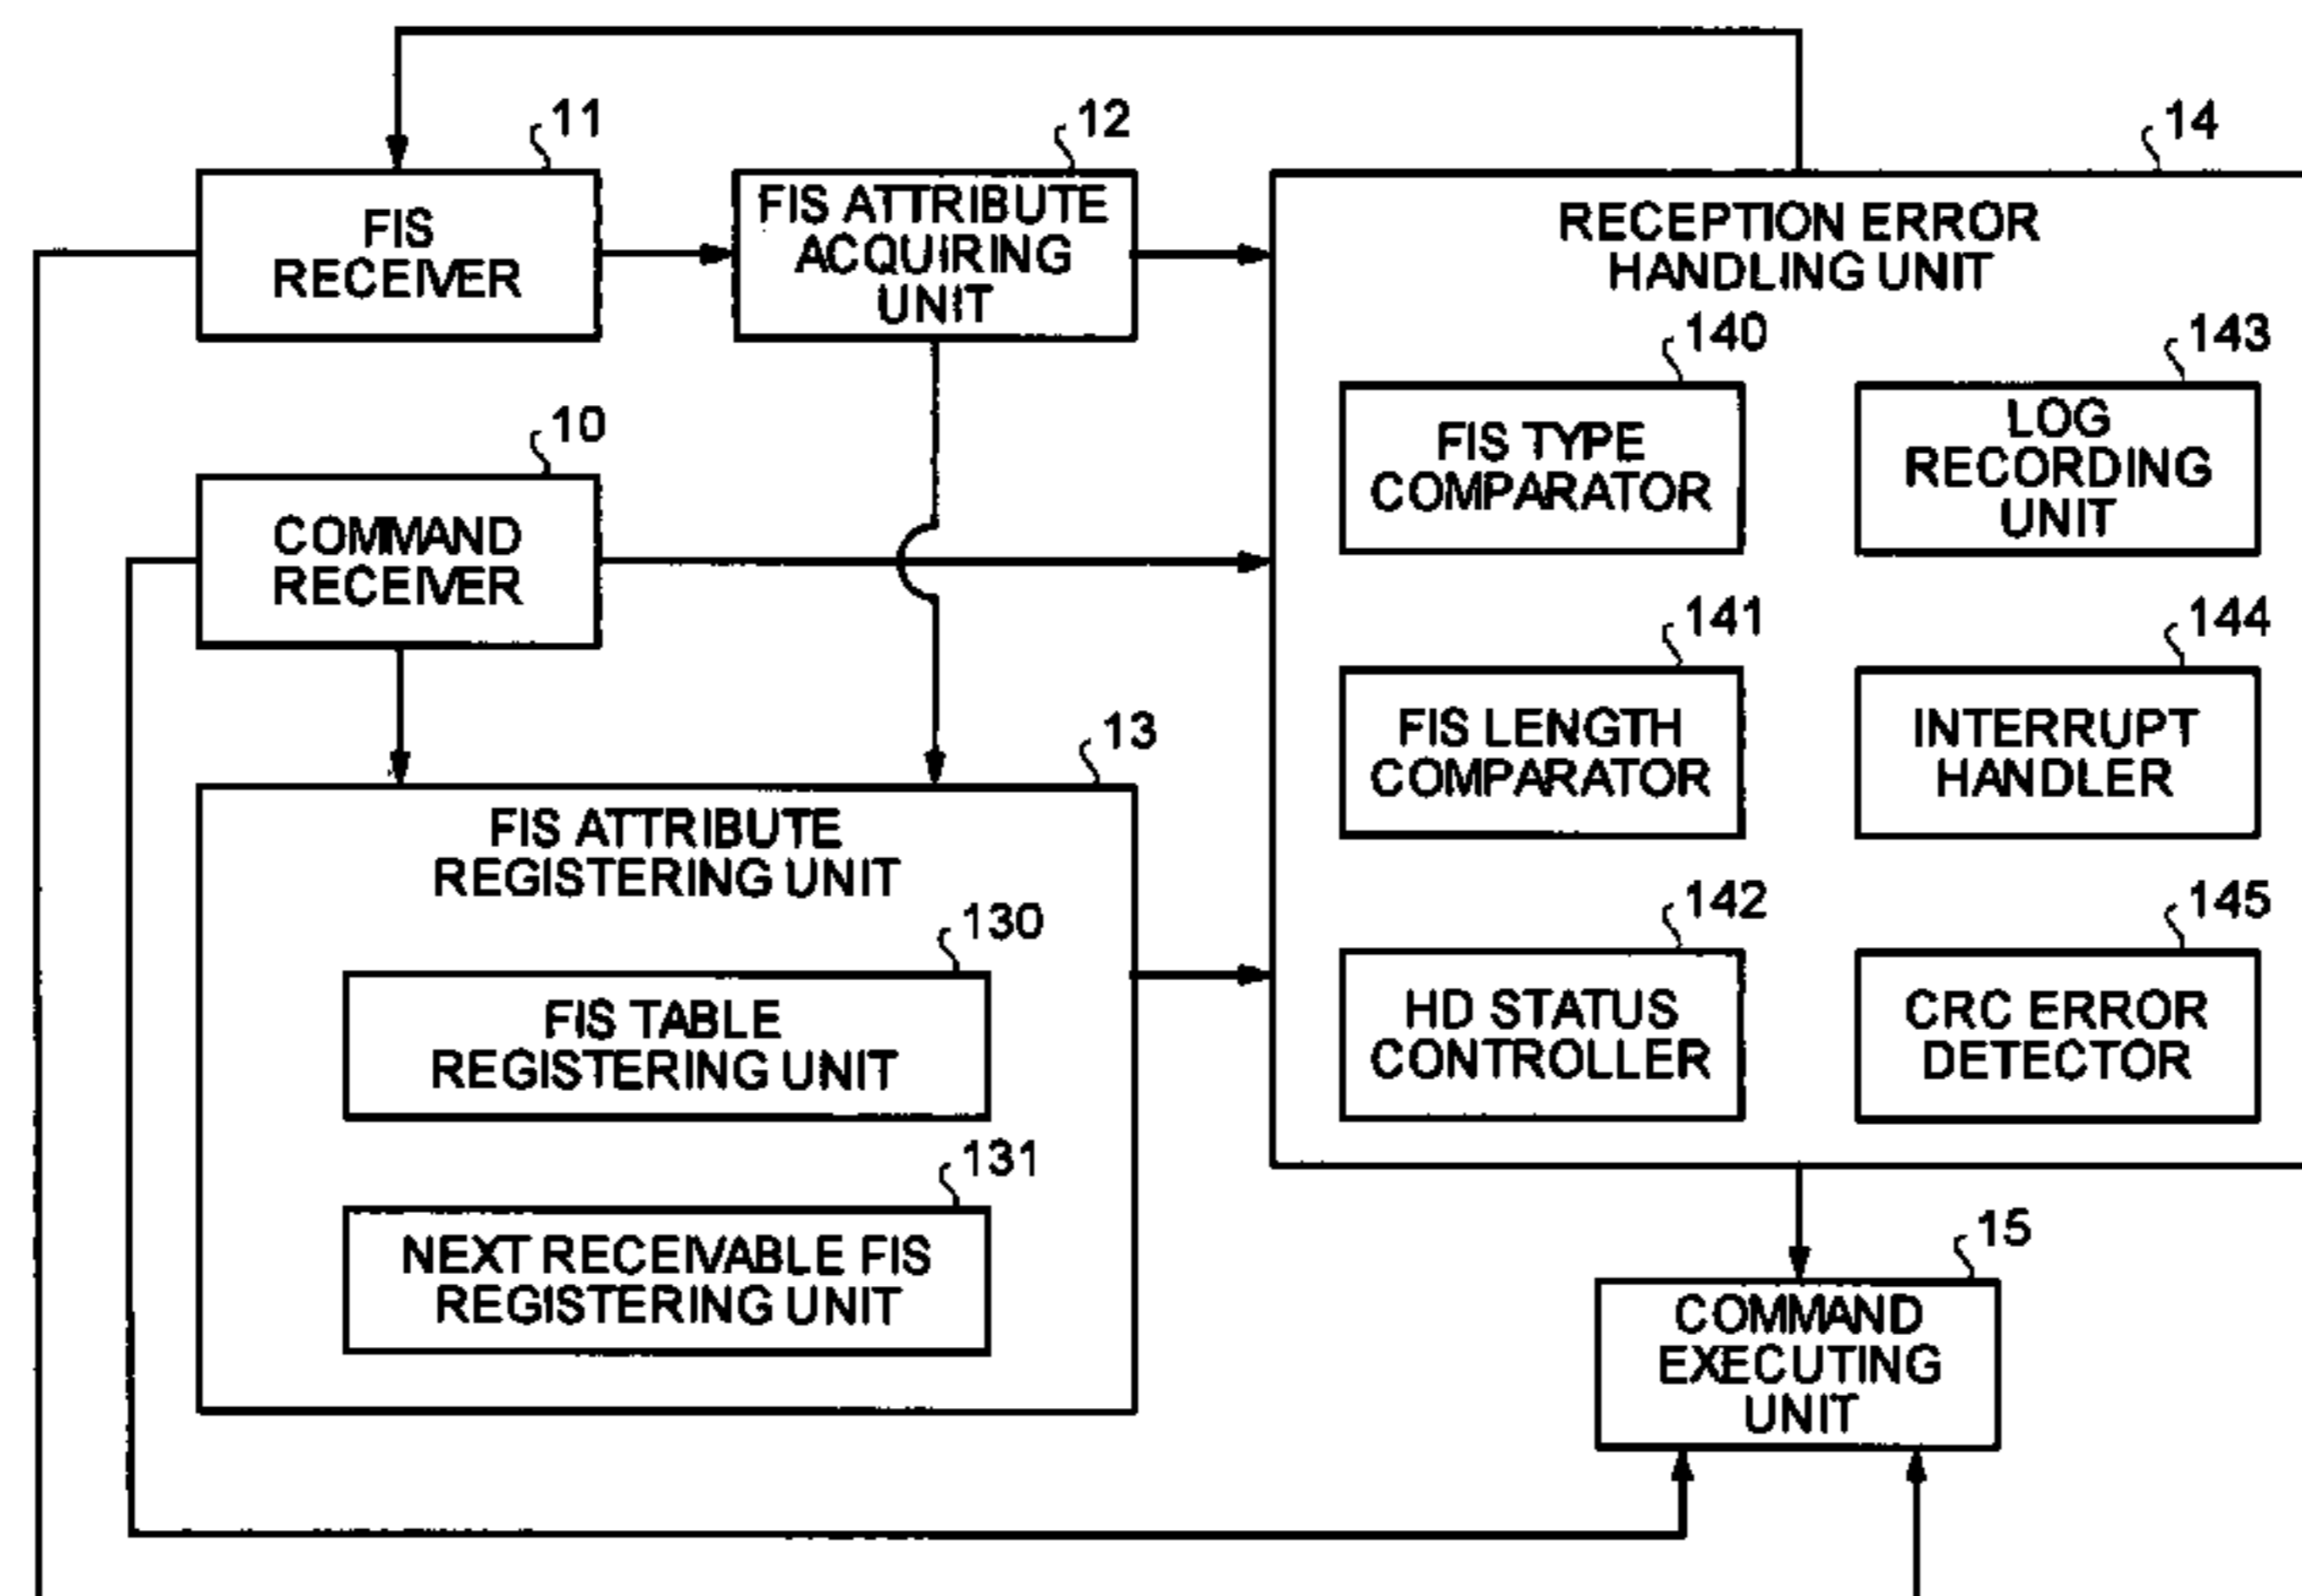 11
FIS
RECEIVER
12
FIS ATTRIBUTE
ACQUIRING
UNIT
14
RECEPTION ERROR
HANDLING UNIT
140
FIS TYPE
COMPARATOR
143
LOG
RECORDING
UNIT
10
COMMAND
RECEIVER
141
FIS LENGTH
COMPARATOR
144
INTERRUPT
HANDLER
13
FIS ATTRIBUTE
REGISTERING UNIT
130
FIS TABLE
REGISTERING UNIT
131
NEXT RECEIVABLE FIS
REGISTERING UNIT
142
HD STATUS
CONTROLLER
145
CRC ERROR
DETECTOR
15
COMMAND
EXECUTING
UNIT